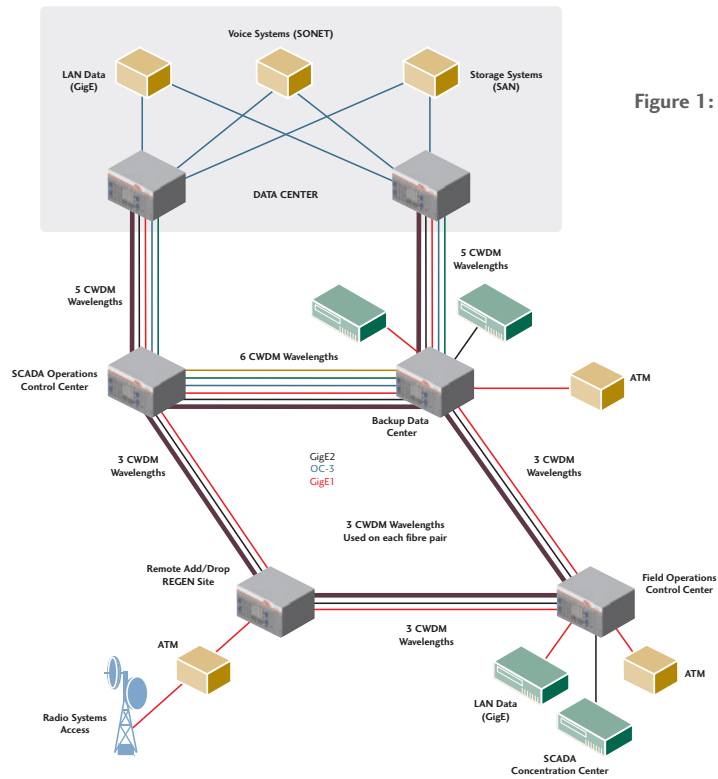 Voice Systems (SONET)
LAN Data
(GigE)
Storage Systems
(SAN)
Figure 1:
DATA CENTER
5 CWDM
Wavelengths
5 CWDM
Wavelengths
6 CWDM Wavelengths
SCADA Operations
Control Center
ATM
Backup Data
Center
3 CWDM
Wavelengths
GigE2
OC-3
GigE1
3 CWDM
Wavelengths
3 CWDM Wavelengths
Used on each fibre pair
Remote Add/Drop
REGEN Site
Field Operations
Control Center
3 CWDM
Wavelengths
ATM
ATM
LAN Data
(GigE)
Radio Systems
Access
SCADA
Concentration Center